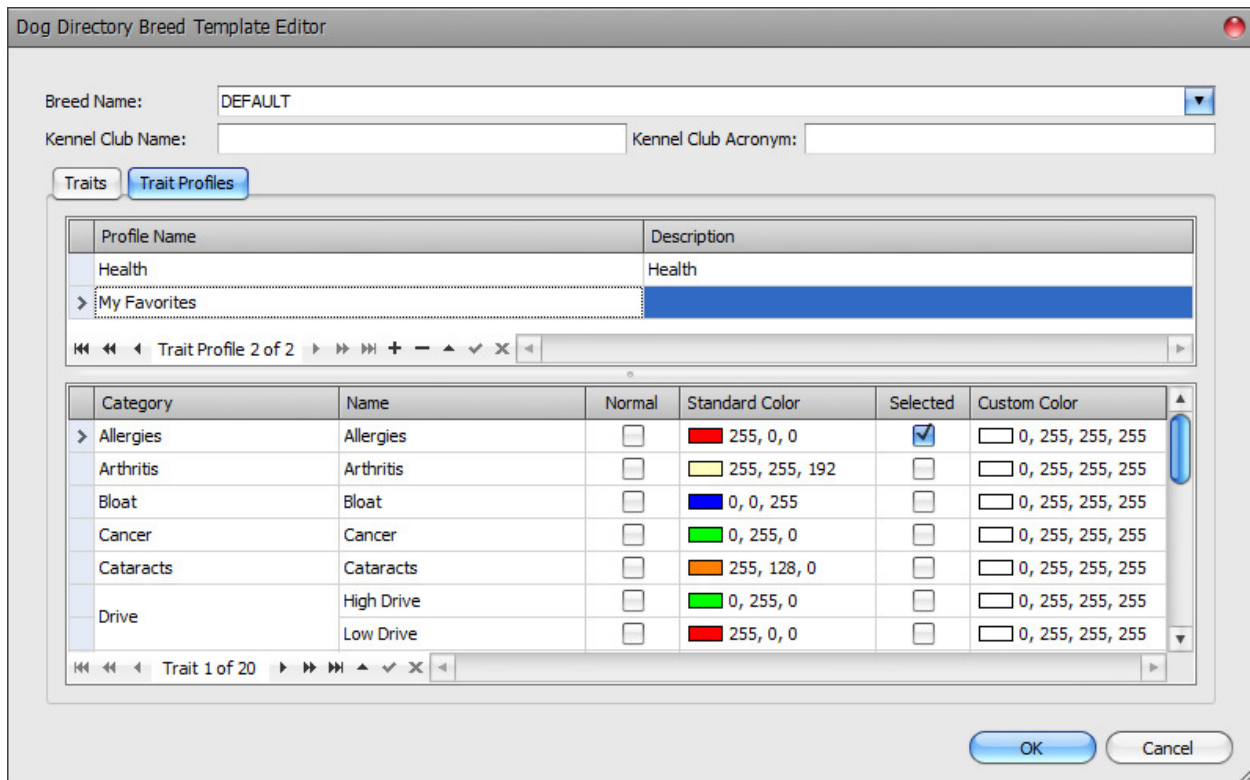 Dog Directory Breed Template Editor
Breed Name: DEFAULT
Kennel Club Name: Kennel Club Acronym:
Traits Trait Profiles
Profile Name Description
Health Health
My Favorites
Trait Profile 2 of 2
Category Name Normal Standard Color Selected Custom Color
Allergies Allergies 255, 0, 0 0, 255, 255, 255
Arthritis Arthritis 255, 255, 192 0, 255, 255, 255
Bloat Bloat 0, 0, 255 0, 255, 255, 255
Cancer Cancer 0, 255, 0 0, 255, 255, 255
Cataracts Cataracts 255, 128, 0 0, 255, 255, 255
Drive High Drive 0, 255, 0 0, 255, 255, 255
Low Drive 255, 0, 0 0, 255, 255, 255
Trait 1 of 20
OK Cancel